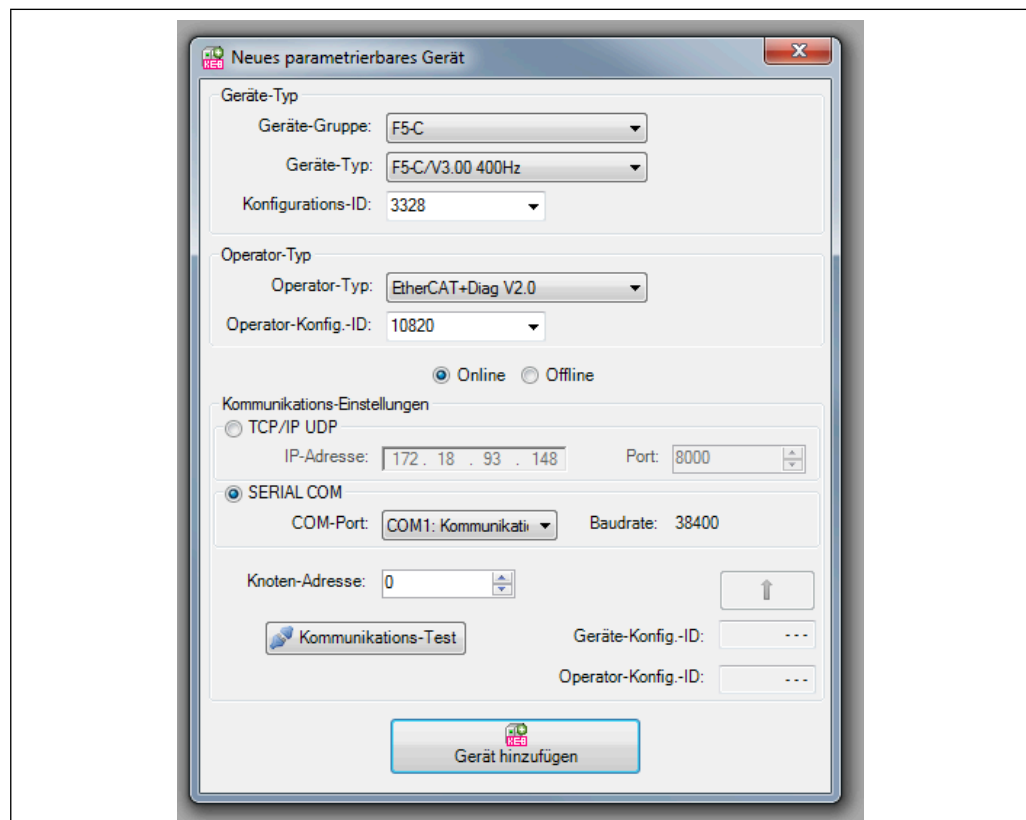 Neues parametrierbares Gerät
Geräte-Typ
Geräte-Gruppe: F5-C
Geräte-Typ: F5-C/V3.00 400Hz
Konfigurations-ID: 3328
Operator-Typ
Operator-Typ: EtherCAT+Diag V2.0
Operator-Konfig.-ID: 10820
Online Offline
Kommunikations-Einstellungen
TCP/IP UDP
IP-Adresse: 172 . 18 . 93 . 148 Port: 8000
SERIAL COM
COM-Port: COM1: Kommunikati Baudrate: 38400
Knoten-Adresse: 0
Kommunikations-Test Geräte-Konfig.-ID: ---
Operator-Konfig.-ID: ---
KEB
Gerät hinzufügen